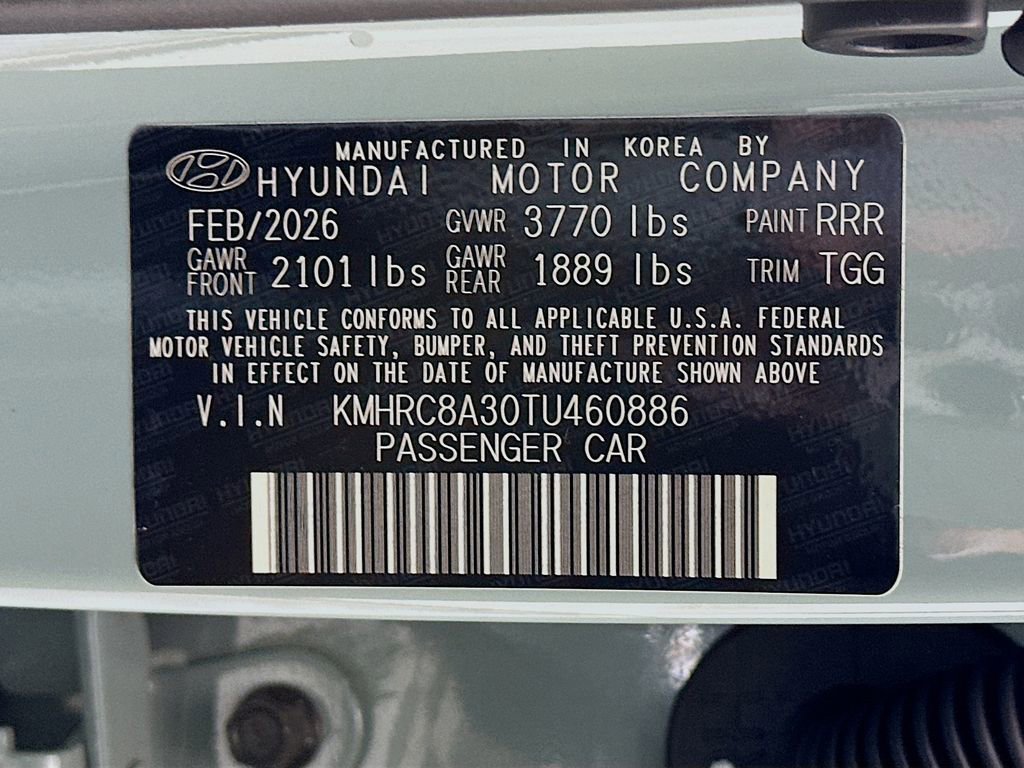 MANUFACTURED IN KOREA BY
HYUNDAI MOTOR COMPANY
FEB/2026 GVWR 3770 lbs PAINT RRR
GAWR FRONT 2101 lbs GAWR REAR 1889 lbs TRIM TGG
THIS VEHICLE CONFORMS TO ALL APPLICABLE U.S.A. FEDERAL
MOTOR VEHICLE SAFETY, BUMPER, AND THEFT PREVENTION STANDARDS
IN EFFECT ON THE DATE OF MANUFACTURE SHOWN ABOVE
V.I.N KMHRC8A30TU460886
PASSENGER CAR